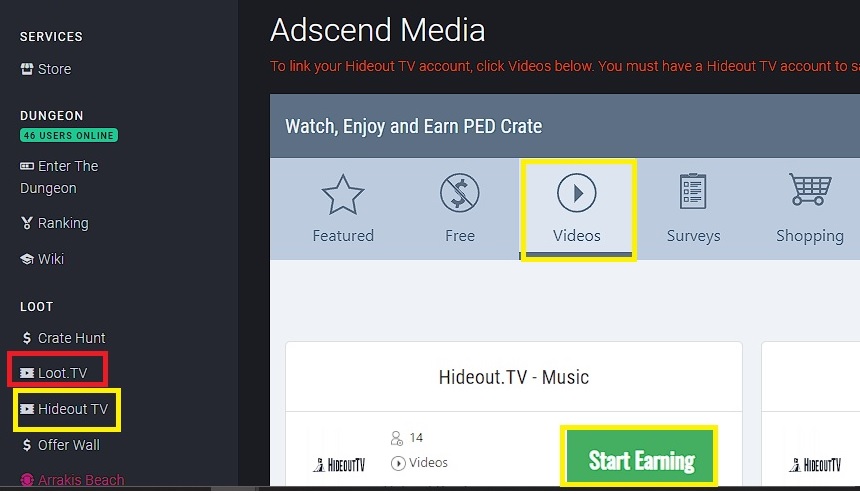 SERVICES
Store
DUNGEON
46 USERS ONLINE
Enter The
Dungeon
Ranking
Wiki
LOOT
$ Crate Hunt
Loot.TV
Hideout TV
$ Offer Wall
Arrakis Beach
Adscend Media
To link your Hideout TV account, click Videos below. You must have a Hideout TV account to
Watch, Enjoy and Earn PED Crate
Featured
Free
Videos
Surveys
Shopping
Hideout.TV - Music
14
Videos
HIDEOUTTV
Start Earning
HIDEOUTTV